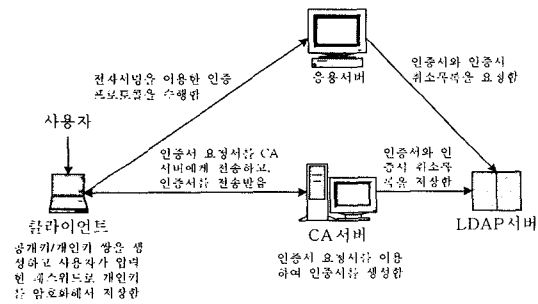 전자서명을 이용한 인증
프로토콜을 수행함
응용서버
인증서와 인증서
취소목록을 요청함
사용자
인증서 요청서를 CA
서버에게 전송하고,
인증서를 전송받음
인증서와 인
증서 취소목
록을 저장함
클라이언트
공개키/개인키 쌍을 생
성하고 사용자가 입력
한 패스워드로 개인키
를 암호화해서 저장함
CA 서버
인증서 요청서를 이용
하여 인증서를 생성함
LDAP 서버